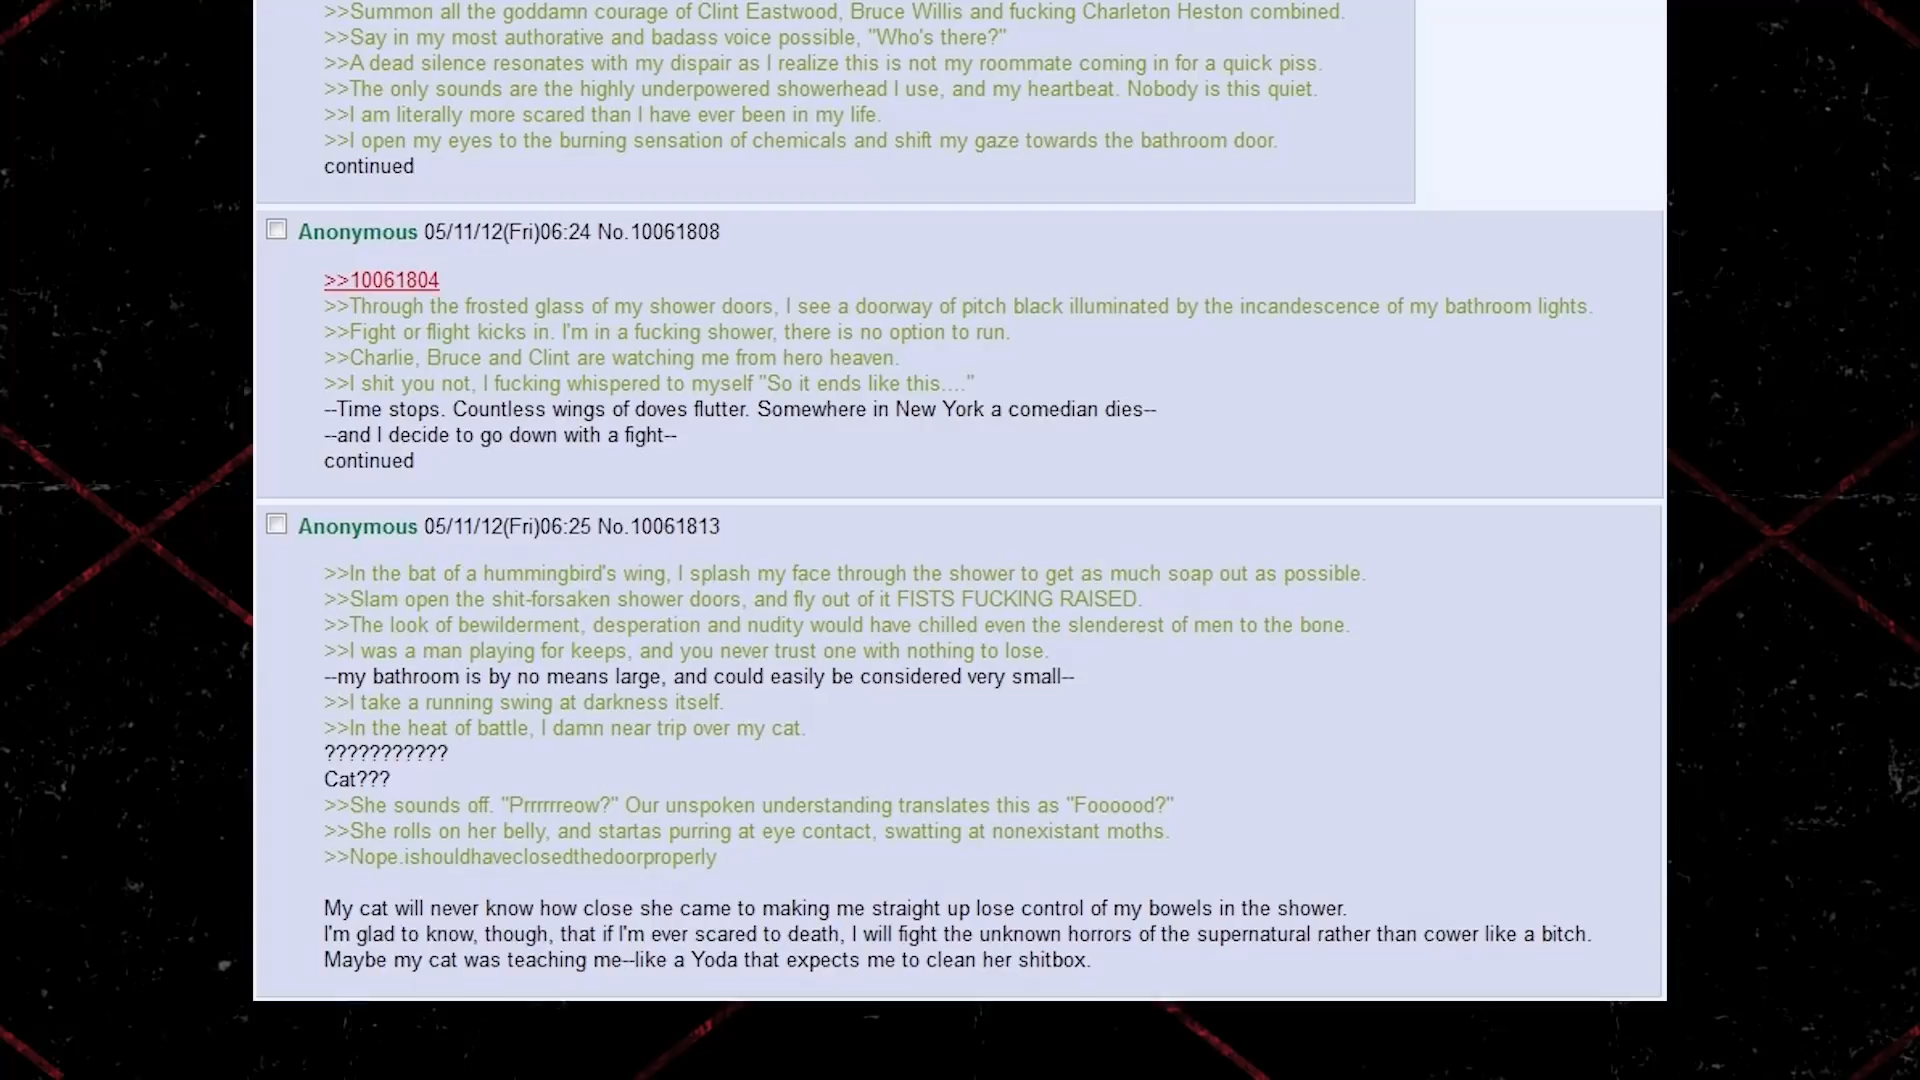 >>Summon all the goddamn courage of Clint Eastwood, Bruce Willis and fucking Charleton Heston combined.
>>Say in my most authorative and badass voice possible, "Who's there?"
>>A dead silence resonates with my dispair as I realize this is not my roommate coming in for a quick piss.
>>The only sounds are the highly underpowered showerhead I use, and my heartbeat. Nobody is this quiet.
>>I am literally more scared than I have ever been in my life.
>>I open my eyes to the burning sensation of chemicals and shift my gaze towards the bathroom door.
continued
Anonymous 05/11/12(Fri)06:24 No.10061808
>>10061804
>>Through the frosted glass of my shower doors, I see a doorway of pitch black illuminated by the incandescence of my bathroom lights.
>>Fight or flight kicks in. I'm in a fucking shower, there is no option to run.
>>Charlie, Bruce and Clint are watching me from hero heaven.
>>I shit you not, I fucking whispered to myself "So it ends like this...."
--Time stops. Countless wings of doves flutter. Somewhere in New York a comedian dies--
--and I decide to go down with a fight--
continued
Anonymous 05/11/12(Fri)06:25 No.10061813
>>In the bat of a hummingbird's wing, I splash my face through the shower to get as much soap out as possible.
>>Slam open the shit-forsaken shower doors, and fly out of it FISTS FUCKING RAISED.
>>The look of bewilderment, desperation and nudity would have chilled even the slenderest of men to the bone.
>>I was a man playing for keeps, and you never trust one with nothing to lose.
--my bathroom is by no means large, and could easily be considered very small--
>>I take a running swing at darkness itself.
>>In the heat of battle, I damn near trip over my cat.
???????????
Cat???
>>She sounds off. "Prrrrrreow?" Our unspoken understanding translates this as "Foooood?"
>>She rolls on her belly, and startas purring at eye contact, swatting at nonexistant moths.
>>Nope.ishouldhaveclosedthedoorproperly
My cat will never know how close she came to making me straight up lose control of my bowels in the shower.
I'm glad to know, though, that if I'm ever scared to death, I will fight the unknown horrors of the supernatural rather than cower like a bitch.
Maybe my cat was teaching me--like a Yoda that expects me to clean her shitbox.